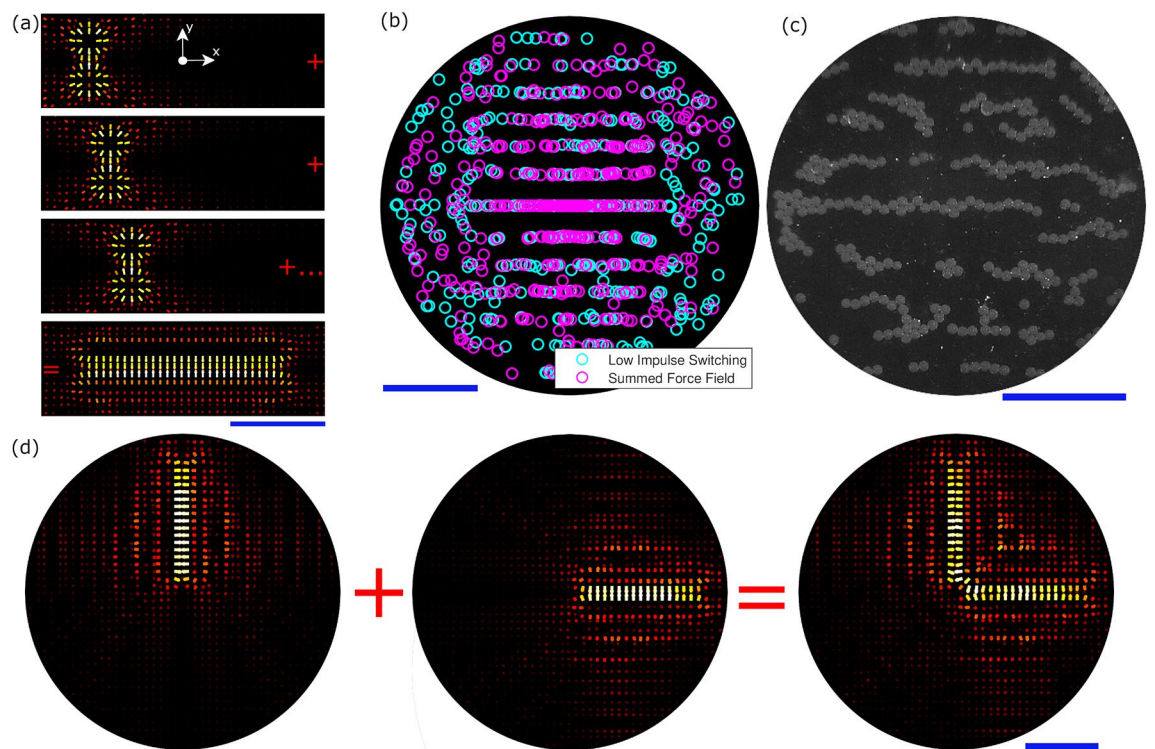 (a)
y
x
+
+
+...
=
(b)
Low Impulse Switching
Summed Force Field
(c)
(d)
+
=